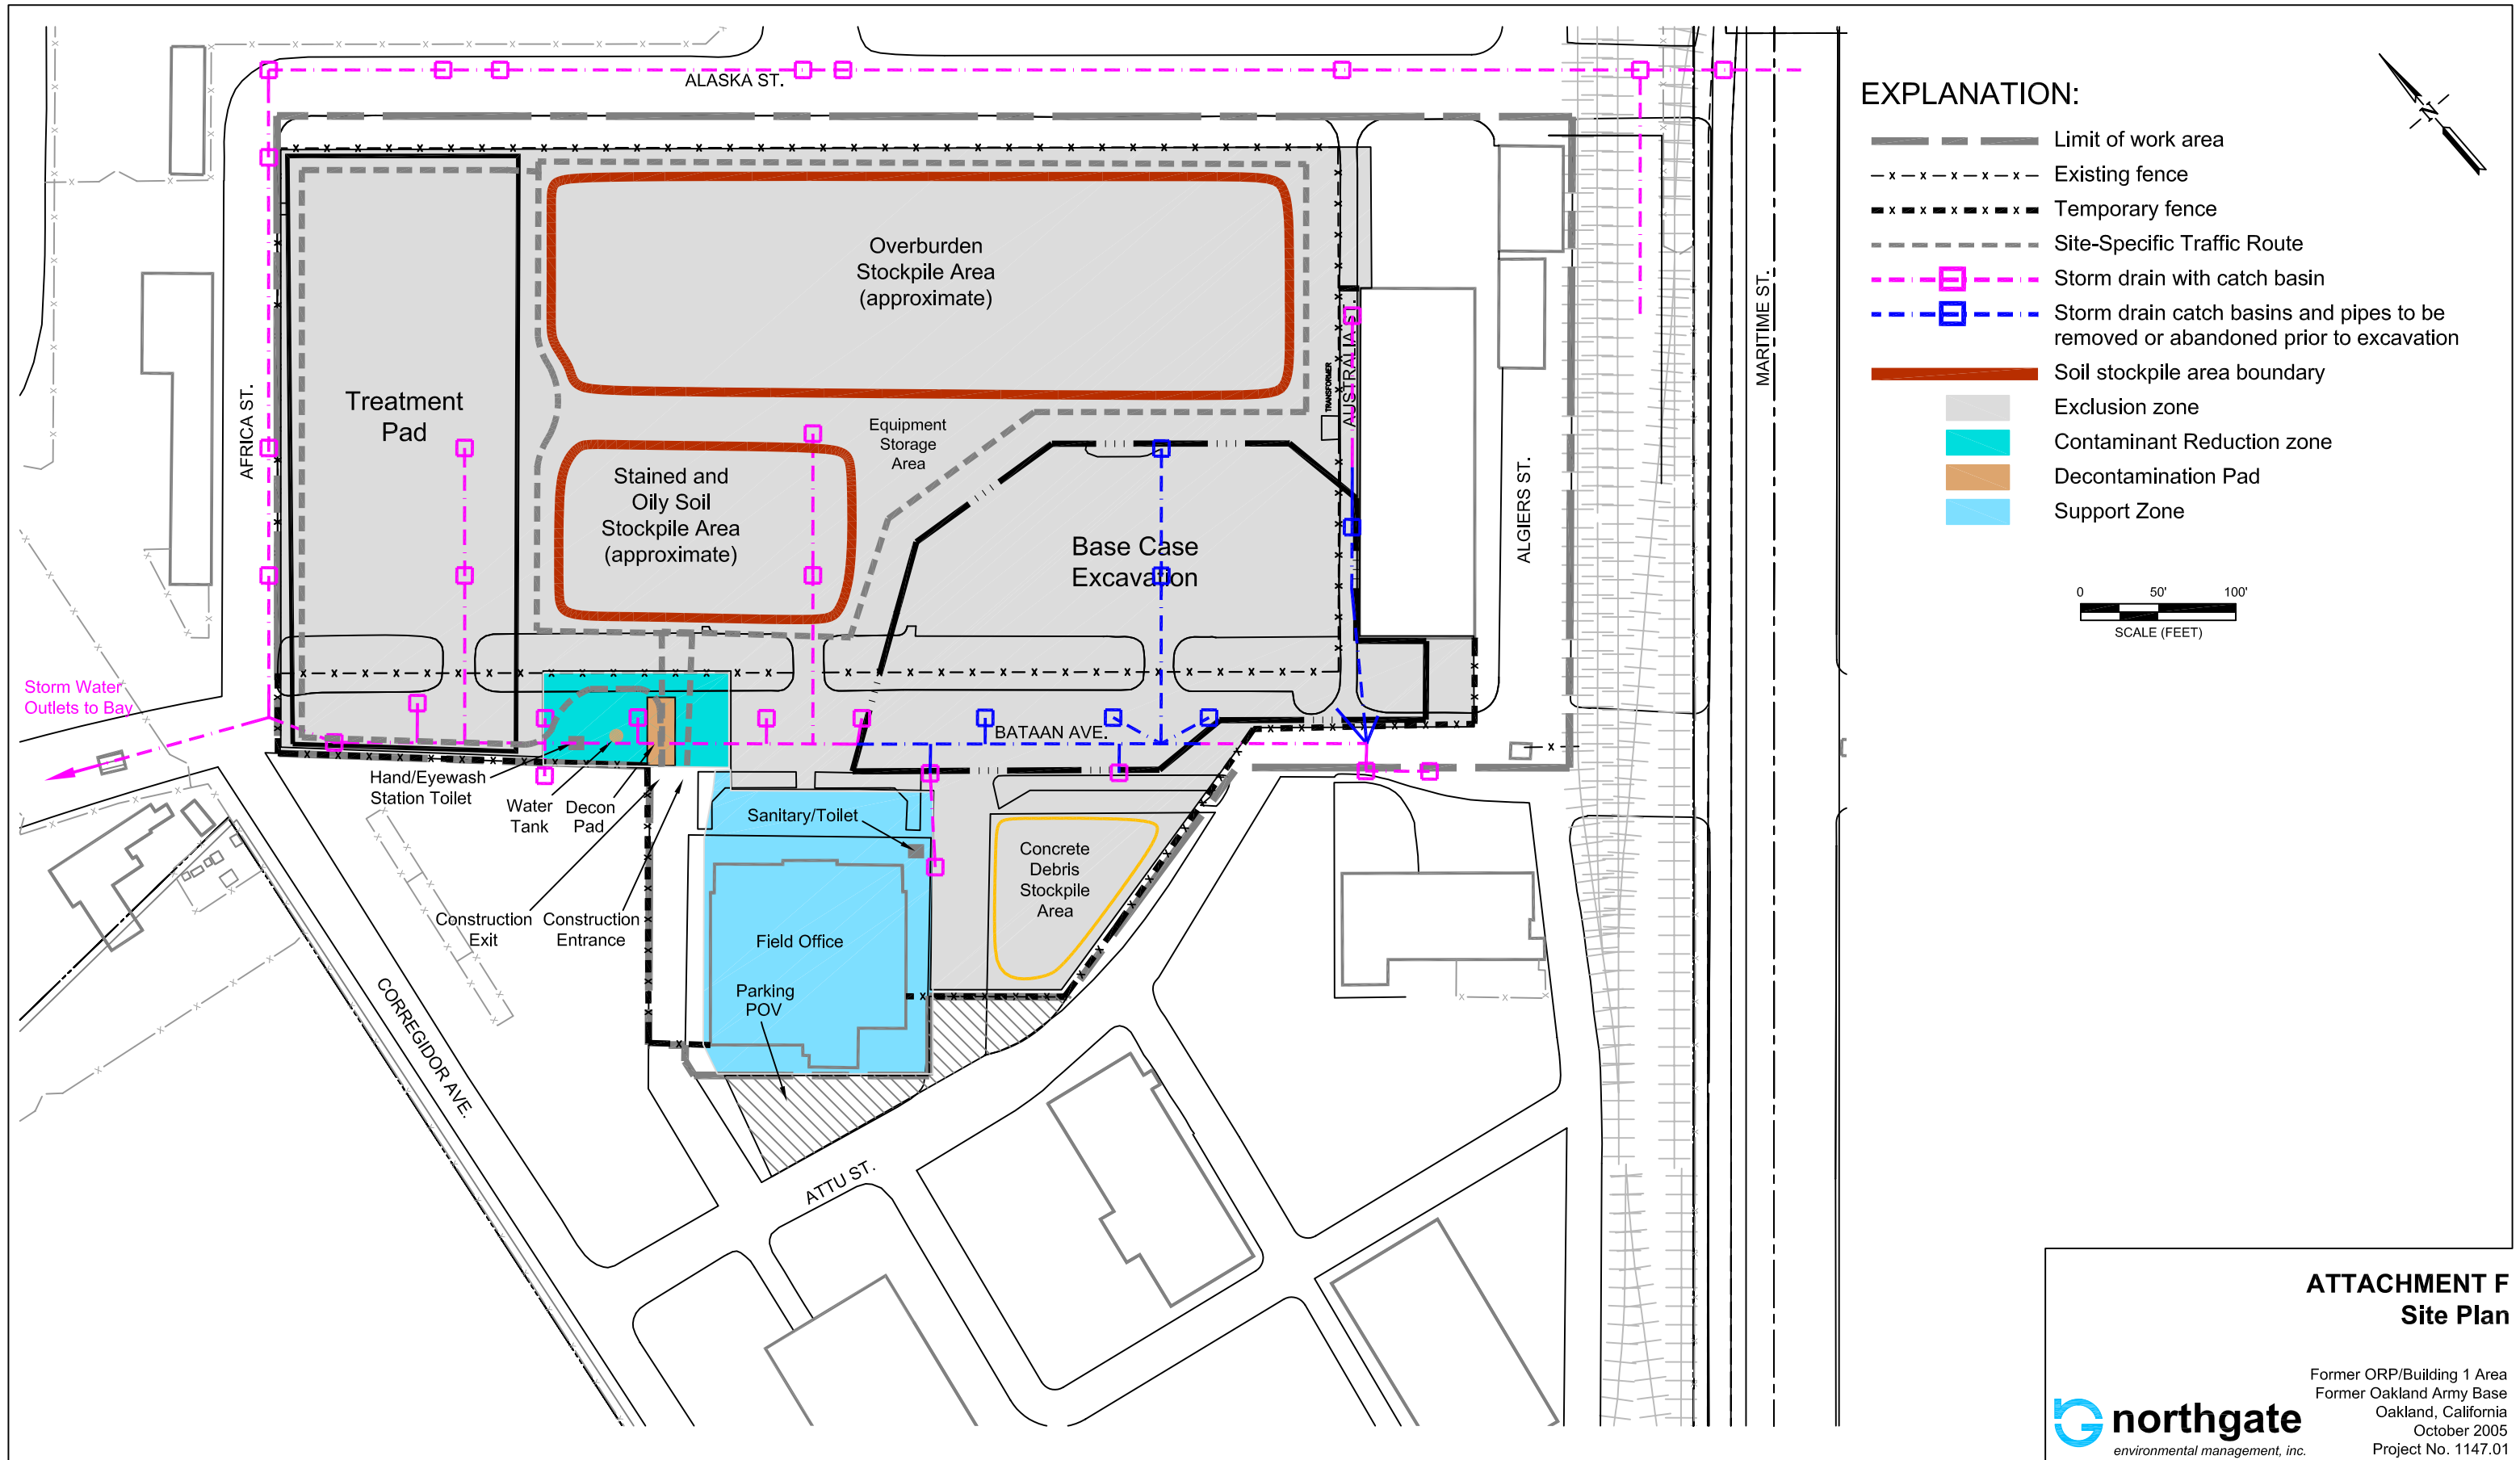 ALASKA ST.
EXPLANATION:
N
Limit of work area
Existing fence
Temporary fence
Site-Specific Traffic Route
Storm drain with catch basin
Storm drain catch basins and pipes to be
removed or abandoned prior to excavation
Soil stockpile area boundary
Exclusion zone
Contaminant Reduction zone
Decontamination Pad
Support Zone
0 50' 100'
SCALE (FEET)
Overburden
Stockpile Area
(approximate)
Treatment
Pad
AFRICA ST.
Equipment
Storage
Area
Stained and
Oily Soil
Stockpile Area
(approximate)
Base Case
Excavation
TRANSFORMER
AUSTRALIA ST.
ALGIERS ST.
MARITIME ST.
Storm Water
Outlets to Bay
BATAAN AVE.
Hand/Eyewash
Station Toilet
Water
Tank
Decon
Pad
Sanitary/Toilet
Concrete
Debris
Stockpile
Area
Construction
Exit
Construction
Entrance
Field Office
Parking
POV
CORREGIDOR AVE.
ATTU ST.
ATTACHMENT F
Site Plan
Former ORP/Building 1 Area
Former Oakland Army Base
Oakland, California
October 2005
Project No. 1147.01
northgate
environmental management, inc.